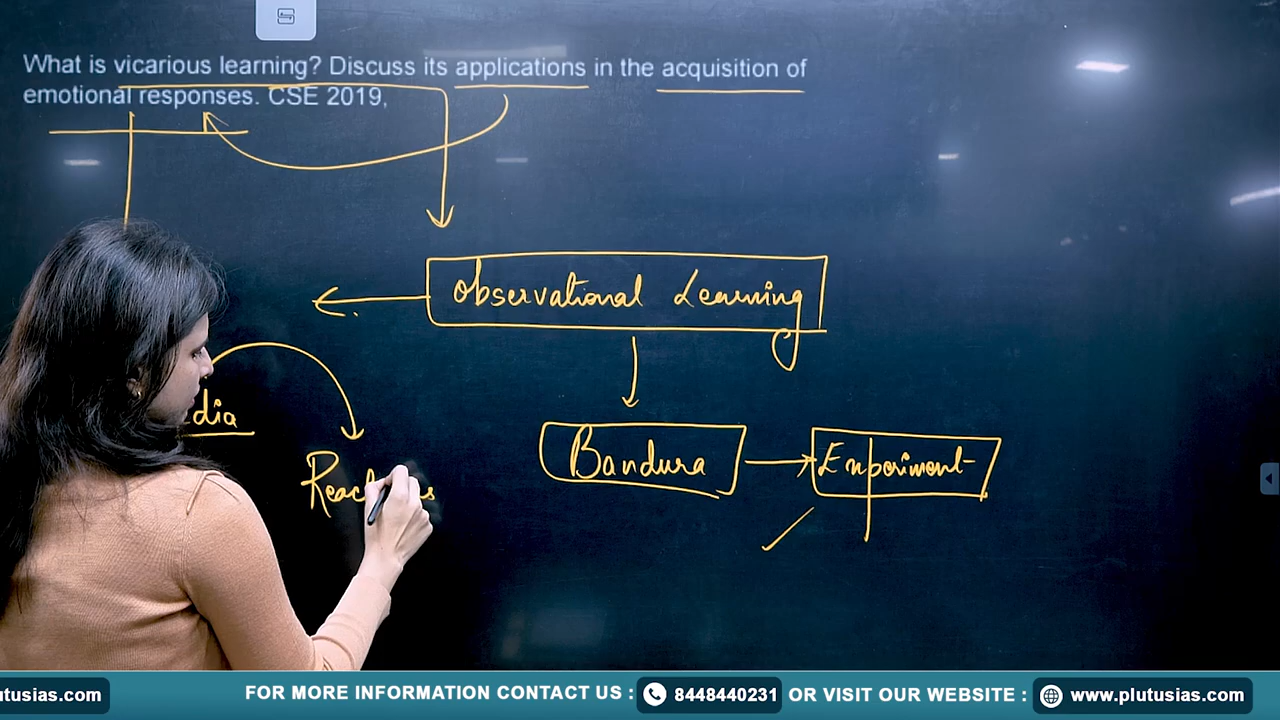 What is vicarious learning? Discuss its applications in the acquisition of
emotional responses. CSE 2019,
Observational Learning
dia
Bandura
Experiment
utusias.com
FOR MORE INFORMATION CONTACT US :
8448440231
OR VISIT OUR WEBSITE :
www.plutusias.com